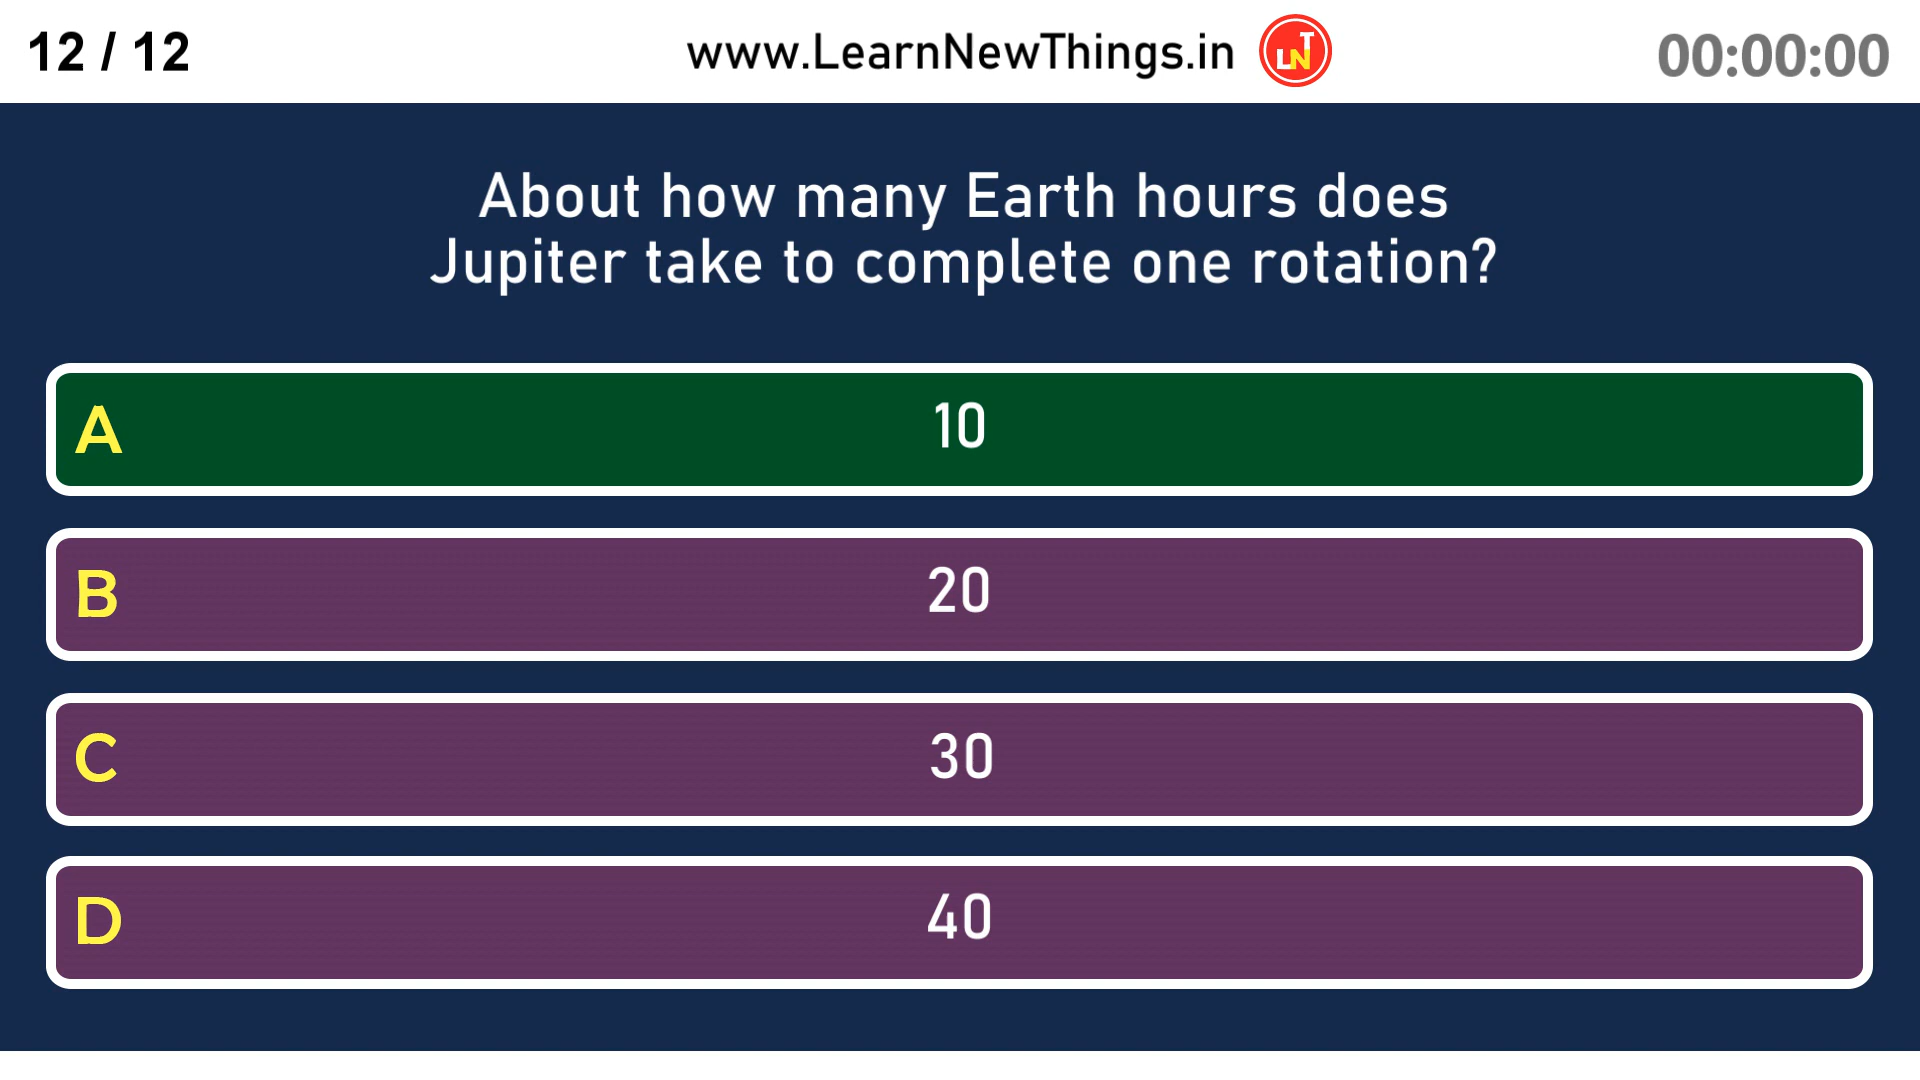 12 / 12
www.LearnNewThings.in
LNT
00:00:00
About how many Earth hours does
Jupiter take to complete one rotation?
A 10
B 20
C 30
D 40